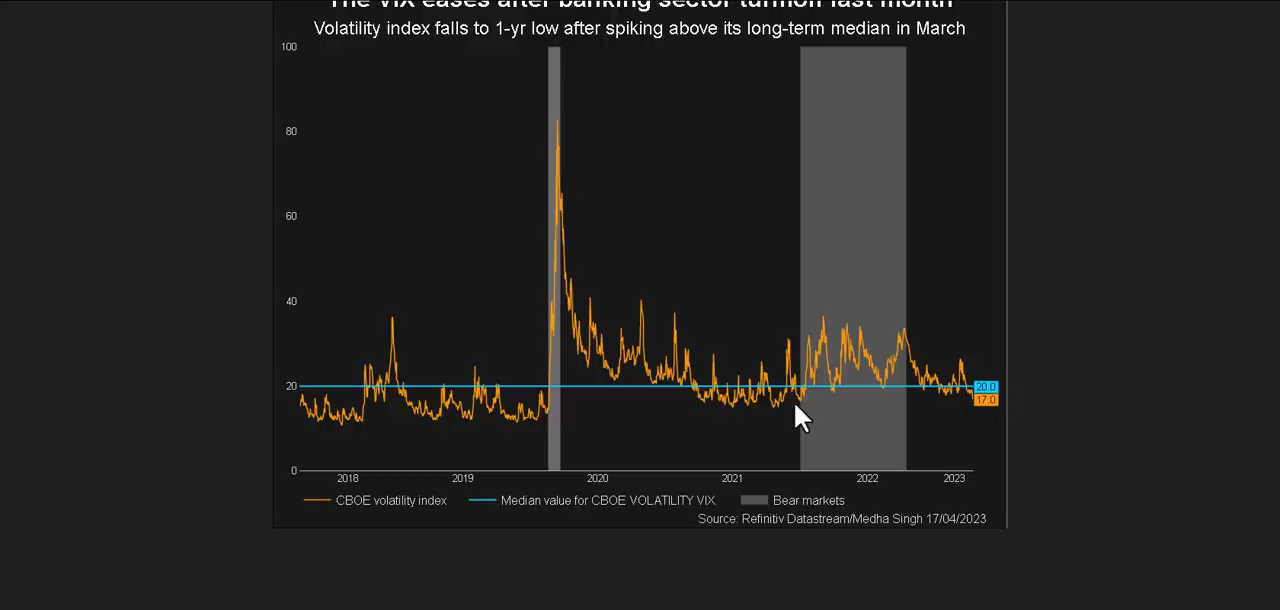 The VIX eases after banking sector turmoil last month
Volatility index falls to 1-yr low after spiking above its long-term median in March
100
80
60
40
20
0
20.0
17.0
2018 2019 2020 2021 2022 2023
CBOE volatility index Median value for CBOE VOLATILITY VIX Bear markets
Source: Refinitiv Datastream/Medha Singh 17/04/2023